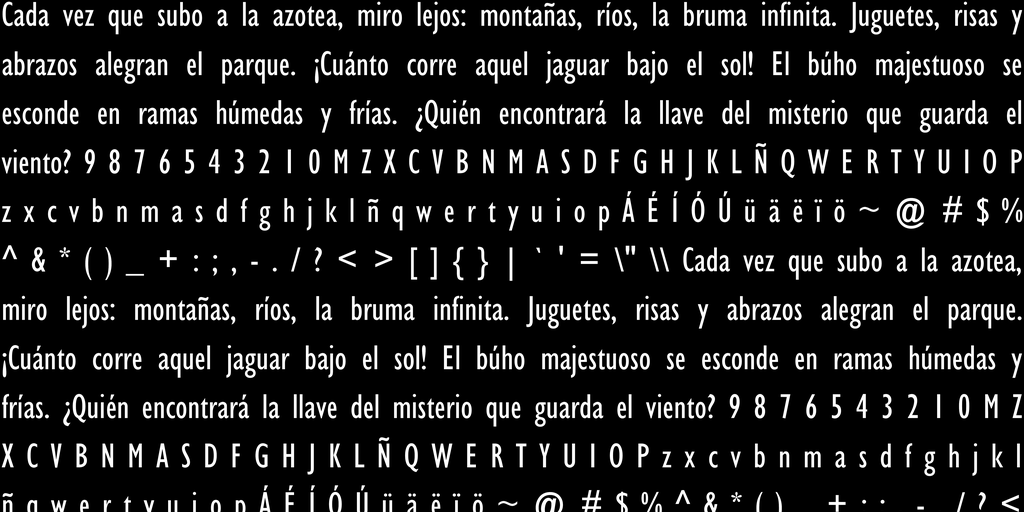 Cada vez que subo a la azotea, miro lejos: montañas, ríos, la bruma infinita. Juguetes, risas y
abrazos alegran el parque. ¡Cuánto corre aquel jaguar bajo el sol! El búho majestuoso se
esconde en ramas húmedas y frías. ¿Quién encontrará la llave del misterio que guarda el
viento? 9 8 7 6 5 4 3 2 1 0 M Z X C V B N M A S D F G H J K L Ñ Q W E R T Y U I O P
z x c v b n m a s d f g h j k l ñ q w e r t y u i o p Á É Í Ó Ú ü ä ë ï ö ~ @ # $ %
^ & * ( ) _ + : ; , - . / ? < > [ ] { } | ` ' = \" \\ Cada vez que subo a la azotea,
miro lejos: montañas, ríos, la bruma infinita. Juguetes, risas y abrazos alegran el parque.
¡Cuánto corre aquel jaguar bajo el sol! El búho majestuoso se esconde en ramas húmedas y
frías. ¿Quién encontrará la llave del misterio que guarda el viento? 9 8 7 6 5 4 3 2 1 0 M Z
X C V B N M A S D F G H J K L Ñ Q W E R T Y U I O P z x c v b n m a s d f g h j k l
ñ q w e r t y u i o p Á É Í Ó Ú ü ä ë ï ö ~ @ # $ % ^ & * ( ) _ + : ; , - . / ? <